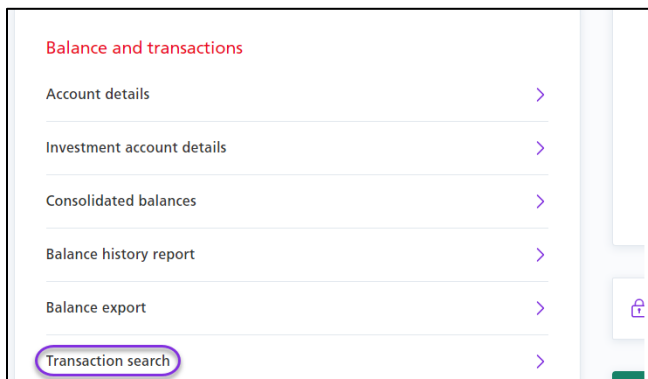 Balance and transactions
Account details
Investment account details
Consolidated balances
Balance history report
Balance export
Transaction search